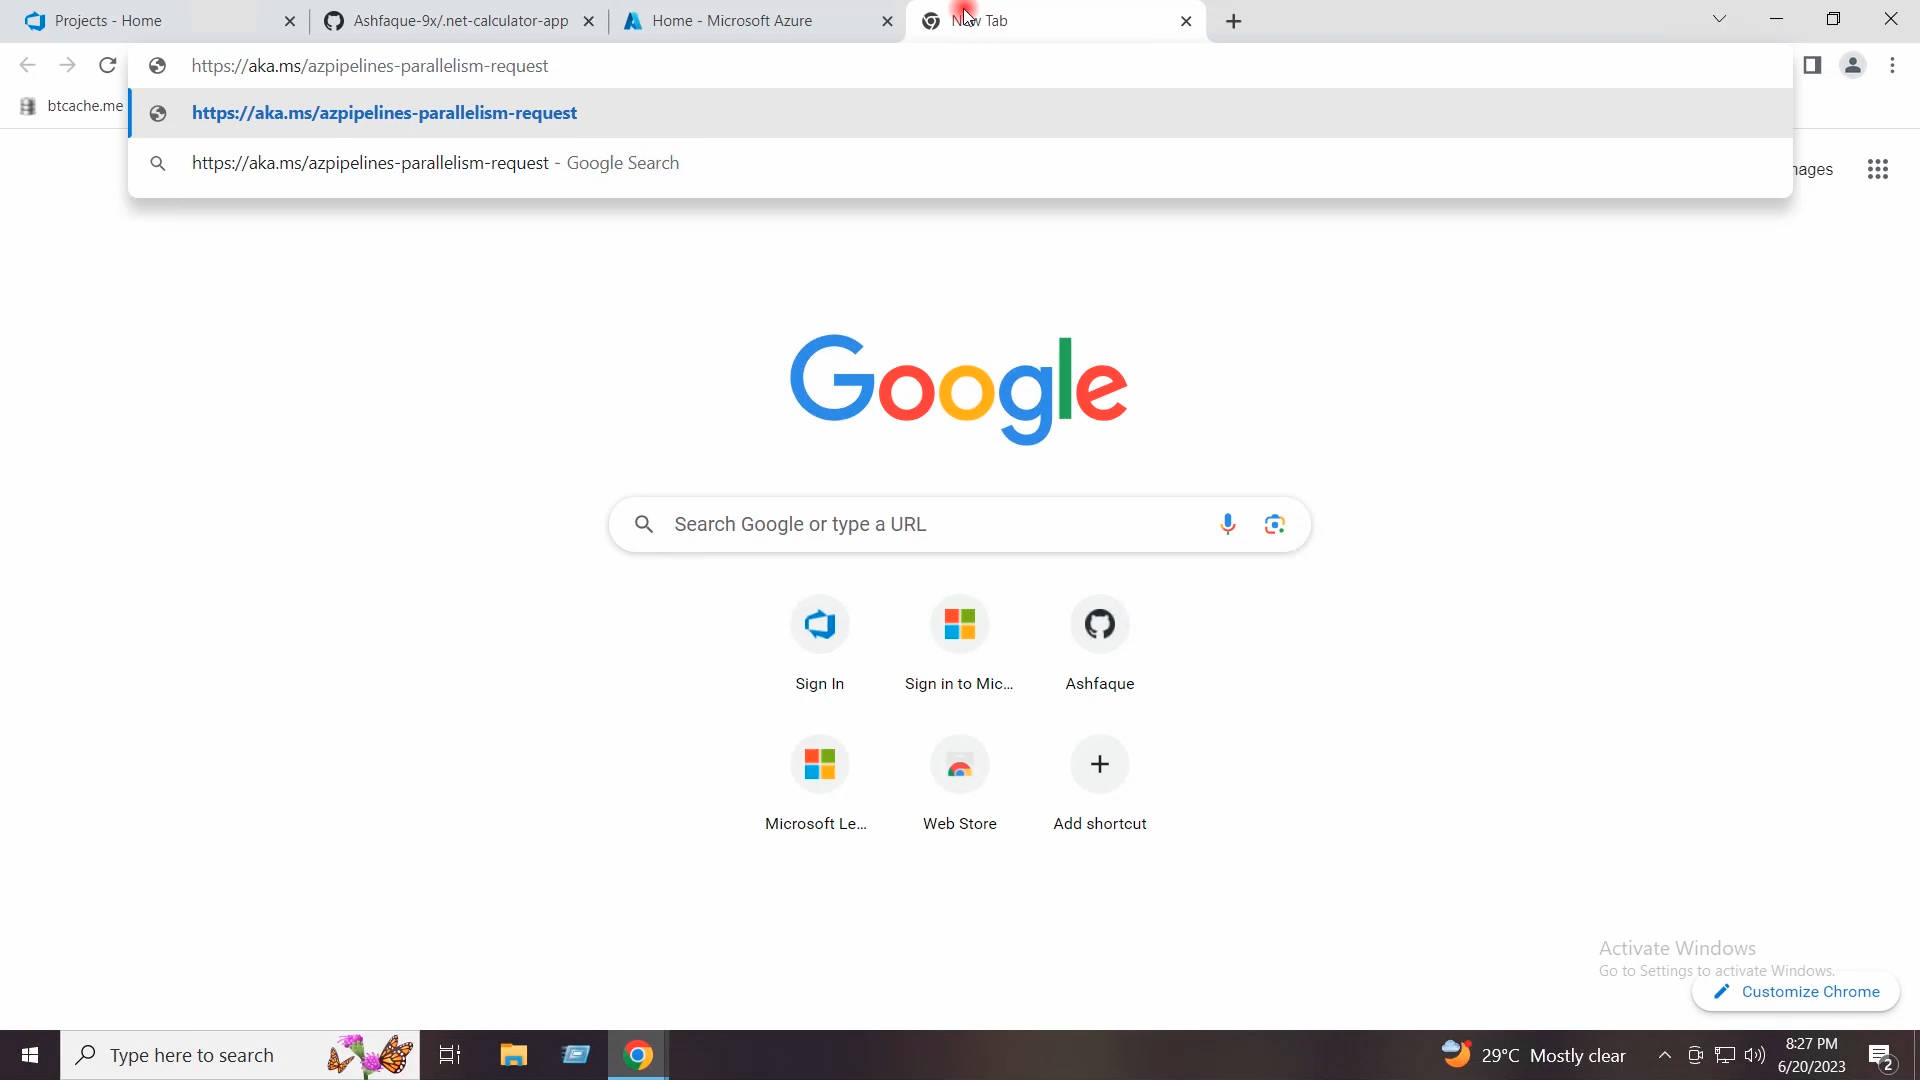 Projects - Home
Ashfaque-9x/.net-calculator-app
Home - Microsoft Azure
New Tab
https://aka.ms/azpipelines-parallelism-request
btcache.me
https://aka.ms/azpipelines-parallelism-request
https://aka.ms/azpipelines-parallelism-request - Google Search
Google
Search Google or type a URL
Sign In
Sign in to Mic...
Ashfaque
Microsoft Le...
Web Store
Add shortcut
Activate Windows
Go to Settings to activate Windows.
Customize Chrome
Type here to search
29°C Mostly clear
8:27 PM
6/20/2023
2